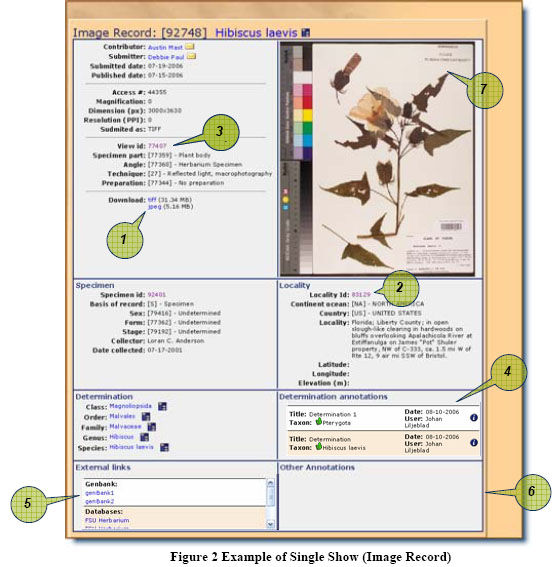 Image Record: [92748] Hibiscus laevis
Contributor: Austin Mast
Submitter: Debbie Paul
Submitted date: 07-19-2006
Published date: 07-15-2006
Access #: 44355
Magnification: 0
Dimension (px): 3000x3630
Resolution (PPI): 0
Sudmited as: TIFF
View id: 77407
Specimen part: [77359] - Plant body
Angle: [77360] - Herbarium Specimen
Technique: [27] - Reflected light, macrophotography
Preparation: [77344] - No preparation
Download: tiff (31.34 MB)
jpeg (5.16 MB)
1
3
7
Specimen
Specimen id: 92401
Basis of record: [S] - Specimen
Sex: [79416] - Undetermined
Form: [77362] - Undetermined
Stage: [79192] - Undetermined
Collector: Loran C. Anderson
Date collected: 07-17-2001
Locality
Locality Id: 83129
2
Continent ocean: [NA] - NORTH AMERICA
Country: [US] - UNITED STATES
Locality: Florida; Liberty County; in open
slough-like clearing in hardwoods on
bluffs overlooking Apalachicola River at
Estiffanulga on James "Pot" Shuler
property, NW of C-333, ca. 1.5 mi W of
Rte 12, 9 air mi SSW of Bristol.
Latitude:
Longitude:
Elevation (m):
4
Determination
Class: Magnoliopsida
Order: Malvales
Family: Malvaceae
Genus: Hibiscus
Species: Hibiscus laevis
Determination annotations
Title: Determination 1 Date: 08-10-2006
Taxon: Pterygota User: Johan
Liljeblad
Title: Determination Date: 08-10-2006
Taxon: Hibiscus laevis User: Johan
Liljeblad
External links
Genbank:
genBank1
genBank2
Databases:
FSU Herbarium
5
Other Annotations
6
Figure 2 Example of Single Show (Image Record)